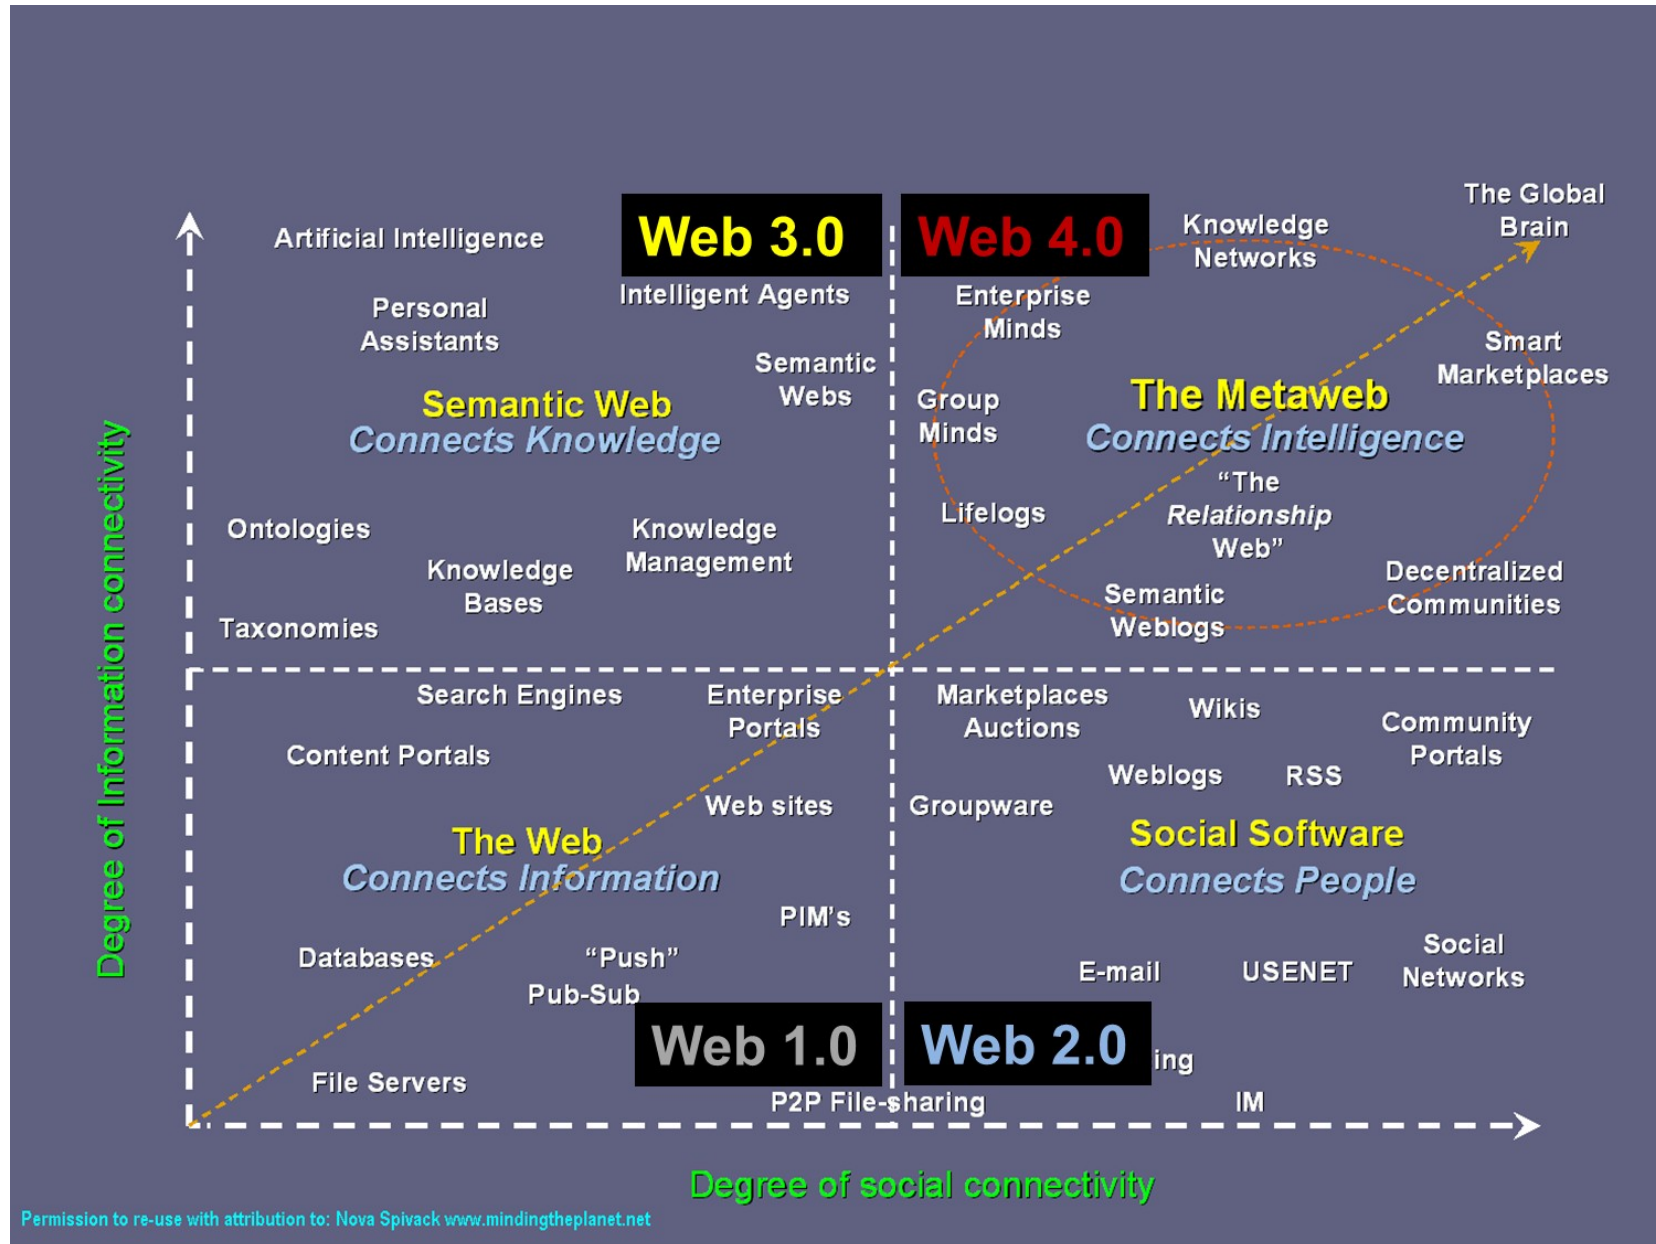 The Global
Brain
Web 3.0
Web 4.0
Knowledge
Networks
Artificial Intelligence
Intelligent Agents
Enterprise
Minds
Personal
Assistants
Smart
Marketplaces
Semantic
Webs
Group
Minds
The Metaweb
Connects Intelligence
Semantic Web
Connects Knowledge
"The
Relationship
Web"
Lifelogs
Ontologies
Knowledge
Management
Knowledge
Bases
Decentralized
Communities
Semantic
Weblogs
Taxonomies
Degree of Information connectivity
Search Engines
Enterprise
Portals
Marketplaces
Auctions
Wikis
Community
Portals
Content Portals
Weblogs
RSS
Web sites
Groupware
The Web
Connects Information
Social Software
Connects People
PIM's
Databases
"Push"
Pub-Sub
E-mail
USENET
Social
Networks
Web 1.0
Web 2.0
ing
File Servers
P2P File-sharing
IM
Degree of social connectivity
Permission to re-use with attribution to: Nova Spivack www.mindingtheplanet.net